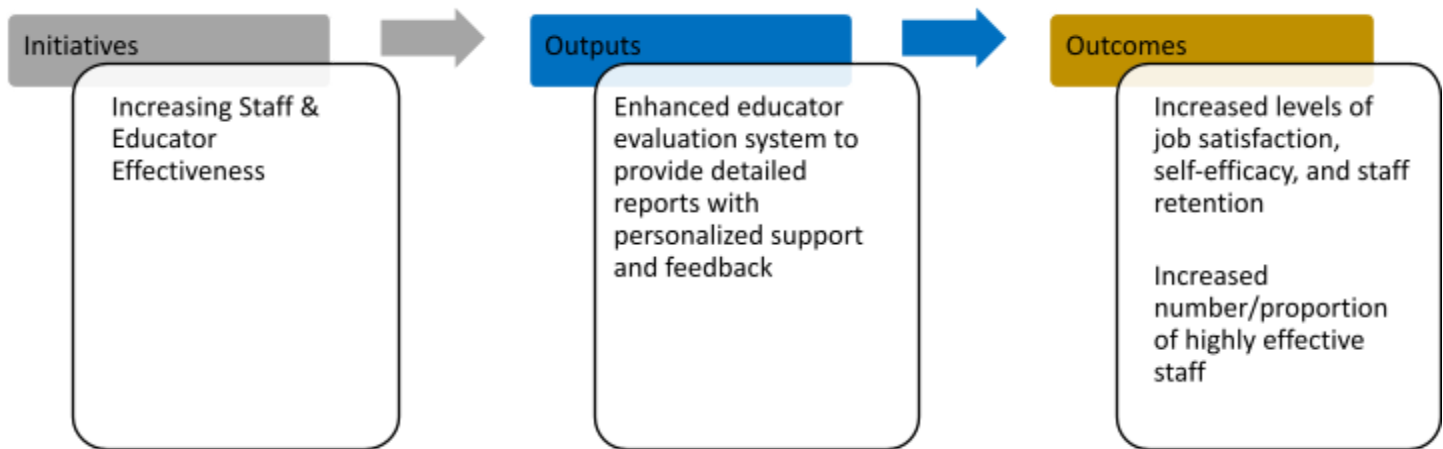 Initiatives
Increasing Staff &
Educator
Effectiveness
Outputs
Enhanced educator
evaluation system to
provide detailed
reports with
personalized support
and feedback
Outcomes
Increased levels of
job satisfaction,
self-efficacy, and staff
retention
Increased
number/proportion
of highly effective
staff